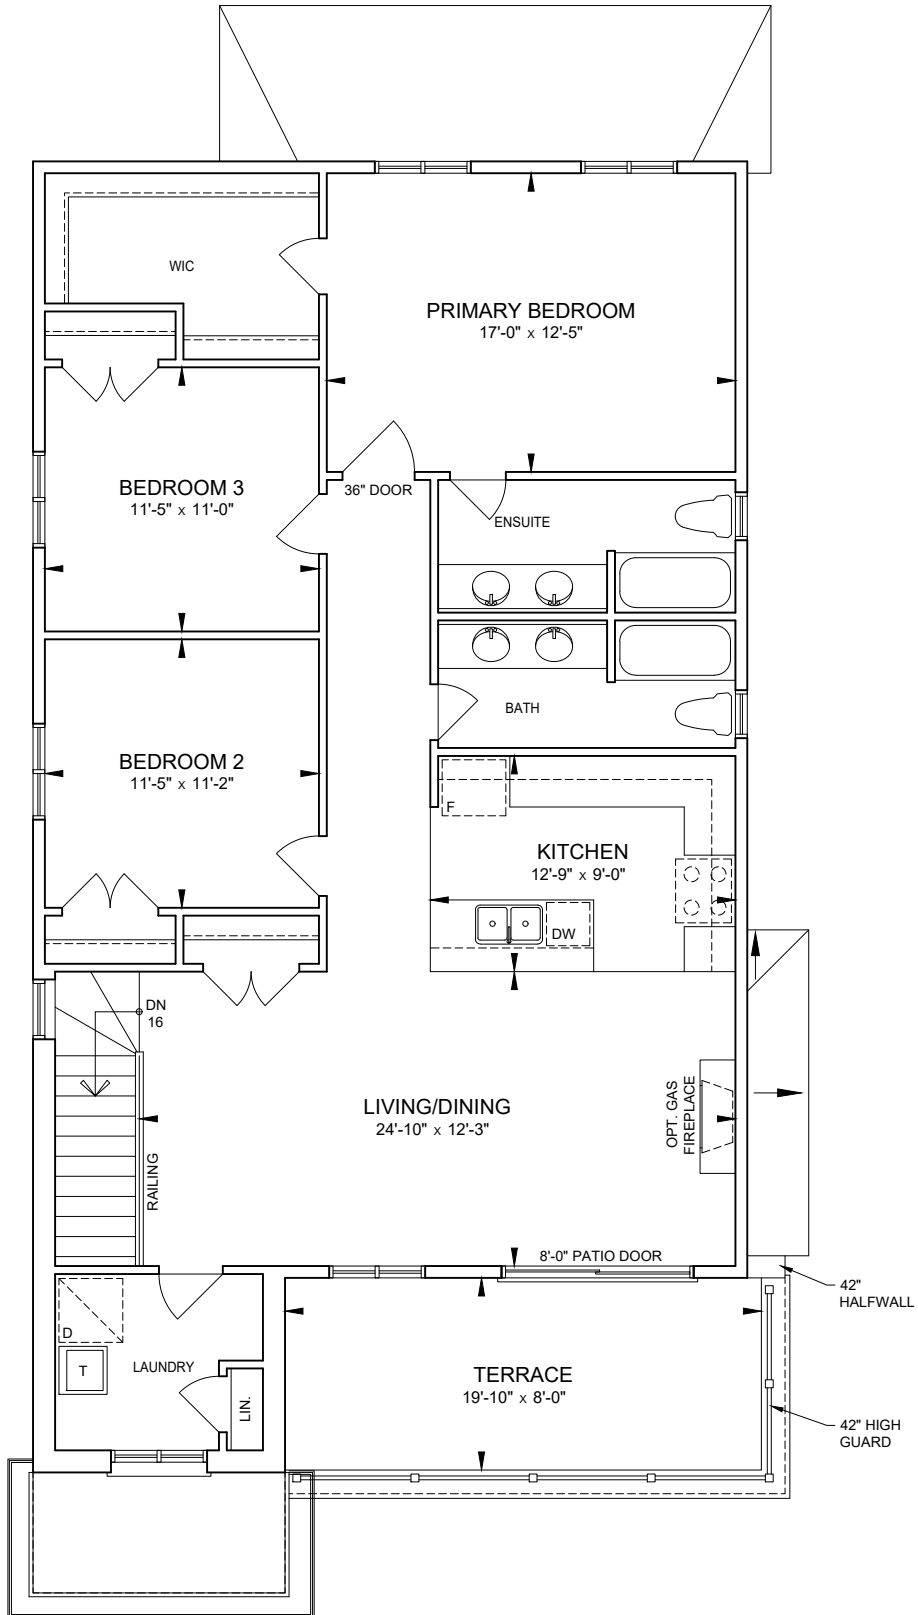 WIC
PRIMARY BEDROOM
17'-0" x 12'-5"
BEDROOM 3
11'-5" x 11'-0"
36" DOOR
ENSUITE
BATH
BEDROOM 2
11'-5" x 11'-2"
F
KITCHEN
12'-9" x 9'-0"
DW
DN
16
LIVING/DINING
24'-10" x 12'-3"
OPT. GAS
FIREPLACE
RAILING
8'-0" PATIO DOOR
42"
HALFWALL
D
T
LAUNDRY
LIN.
TERRACE
19'-10" x 8'-0"
42" HIGH
GUARD